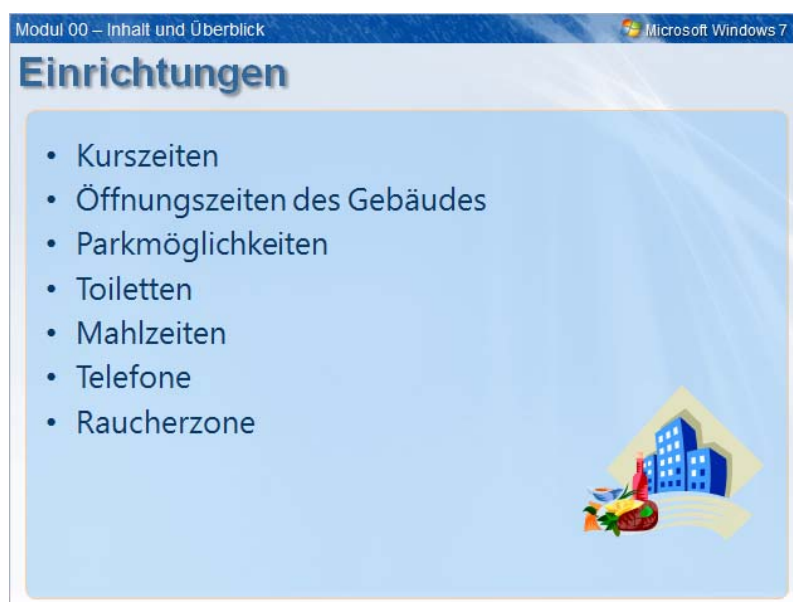 Modul 00 – Inhalt und Überblick
Microsoft Windows 7
Einrichtungen
• Kurszeiten
• Öffnungszeiten des Gebäudes
• Parkmöglichkeiten
• Toiletten
• Mahlzeiten
• Telefone
• Raucherzone